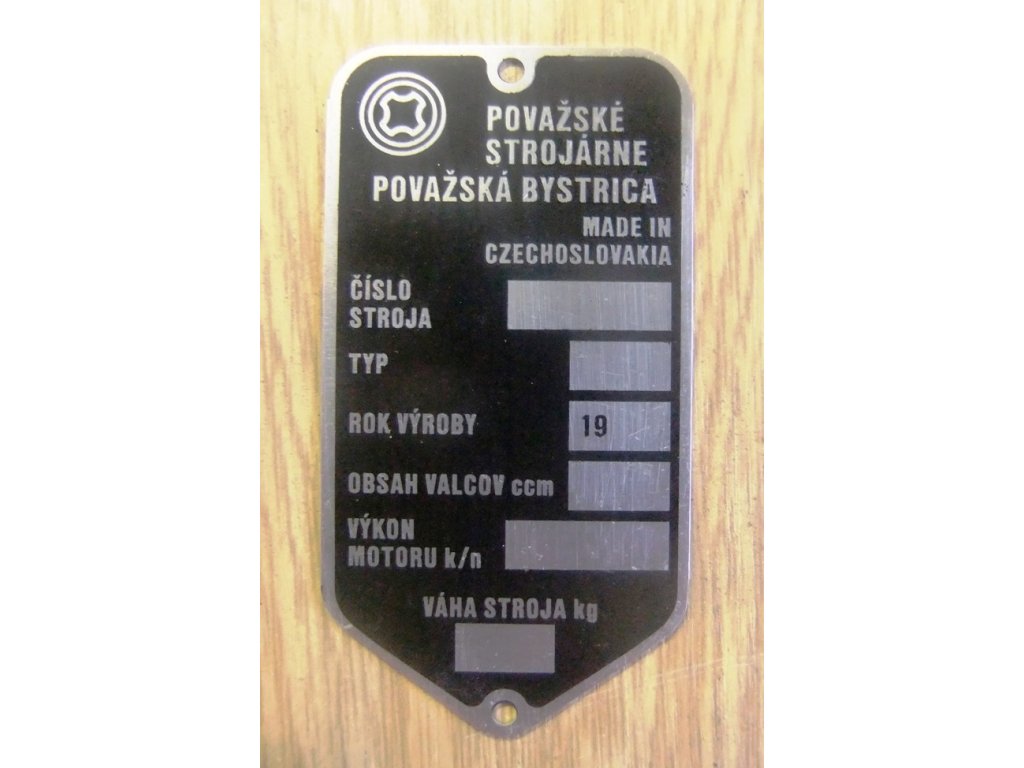 POVAŽSKÉ
STROJÁRNE
POVAŽSKÁ BYSTRICA
MADE IN
CZECHOSLOVAKIA
ČÍSLO
STROJA
TYP
ROK VÝROBY 19
OBSAH VALCOV ccm
VÝKON
MOTORU k/n
VÁHA STROJA kg